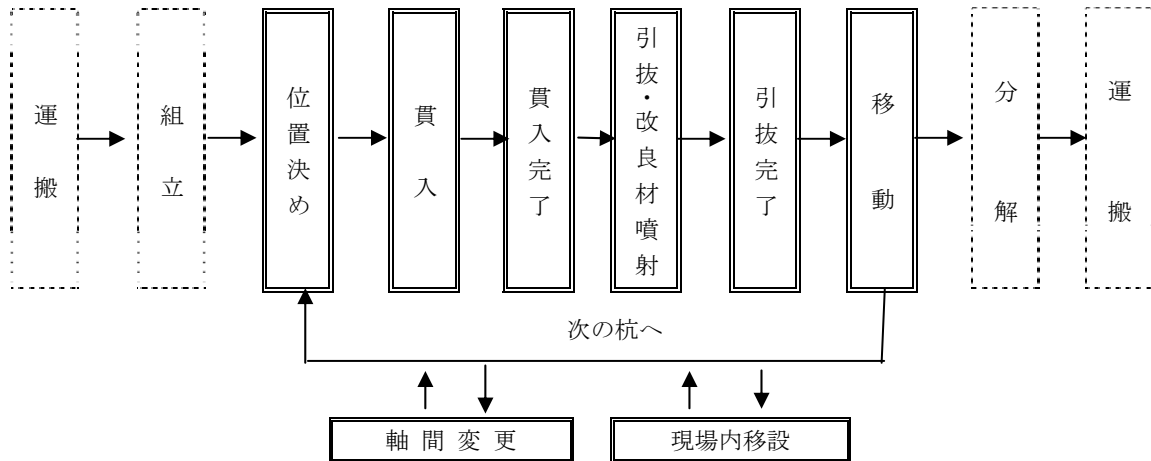 運搬
組立
位置決め
貫入
貫入完了
引抜・改良材噴射
引抜完了
移動
分解
運搬
次の杭へ
軸間変更
現場内移設